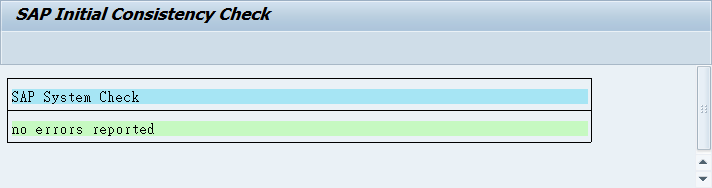 SAP Initial Consistency Check
SAP System Check
no errors reported